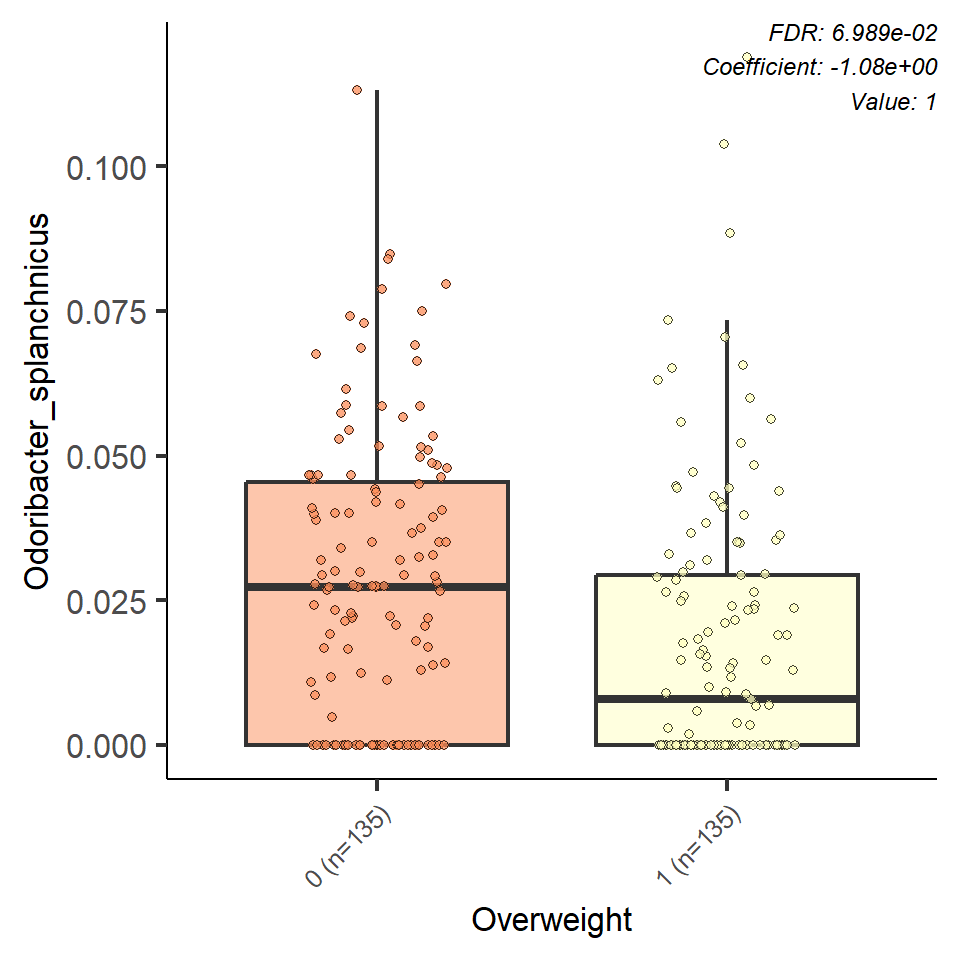 FDR: 6.989e-02
Coefficient: -1.08e+00
Value: 1
Odoribacter_splanchnicus
0.100
0.075
0.050
0.025
0.000
0 (n=135)
1 (n=135)
Overweight